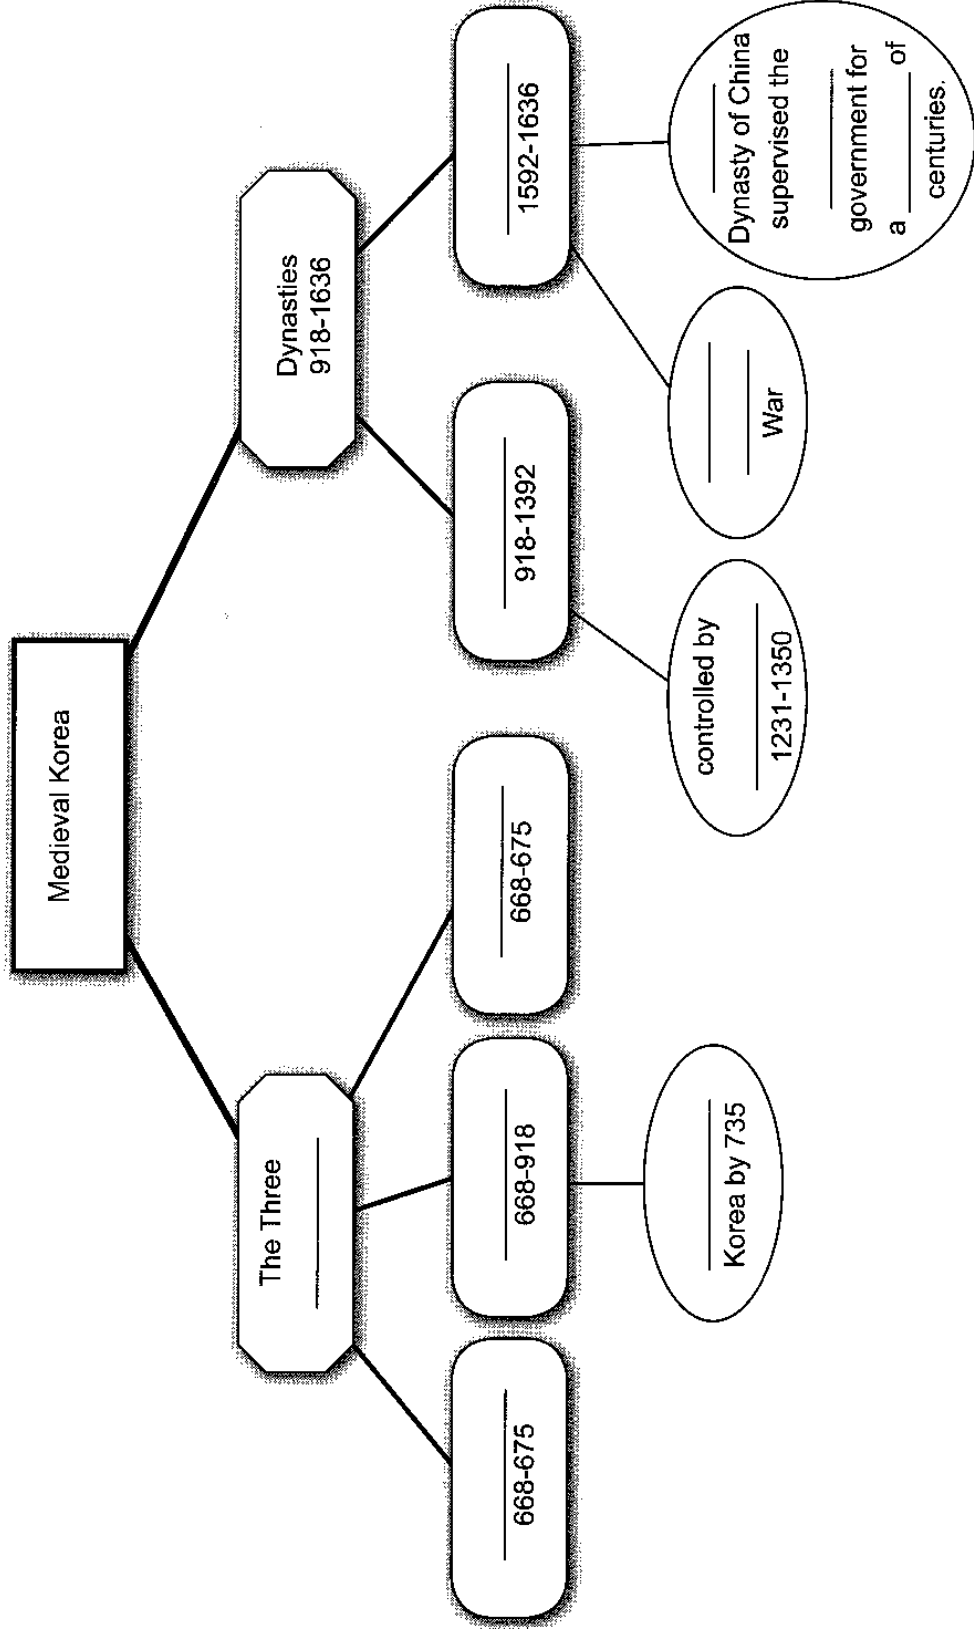 Medieval Korea
The Three
Dynasties
918-1636
668-675
668-918
668-675
918-1392
1592-1636
Korea by 735
controlled by
1231-1350
War
Dynasty of China
supervised the
government for
a of
centuries.